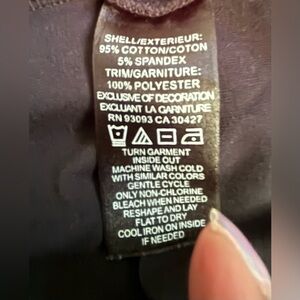 SHELL/EXTERIEUR:
95% COTTON/COTON
5% SPANDEX
TRIM/GARNITURE:
100% POLYESTER
EXCLUSIVE OF DECORATION
EXCLUANT LA GARNITURE
RN 93093 CA 30427
TURN GARMENT
INSIDE OUT
MACHINE WASH COLD
WITH SIMILAR COLORS
GENTLE CYCLE
ONLY NON-CHLORINE
BLEACH WHEN NEEDED
RESHAPE AND LAY
FLAT TO DRY
COOL IRON ON INSIDE
IF NEEDED